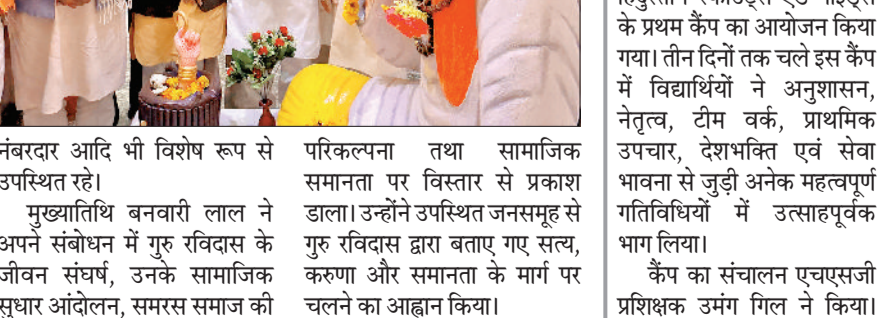 नंबरदार आदि भी विशेष रूप से
उपस्थित रहे।
मुख्यातिथि बनवारी लाल ने
अपने संबोधन में गुरु रविदास के
जीवन संघर्ष, उनके सामाजिक
सुधार आंदोलन, समरस समाज की
परिकल्पना तथा सामाजिक
समानता पर विस्तार से प्रकाश
डाला। उन्होंने उपस्थित जनसमूह से
गुरु रविदास द्वारा बताए गए सत्य,
करुणा और समानता के मार्ग पर
चलने का आह्वान किया।
हिंदुस्तान स्काउट्स एंड गाइड्स
के प्रथम कैंप का आयोजन किया
गया। तीन दिनों तक चले इस कैंप
में विद्यार्थियों ने अनुशासन,
नेतृत्व, टीम वर्क, प्राथमिक
उपचार, देशभक्ति एवं सेवा
भावना से जुड़ी अनेक महत्वपूर्ण
गतिविधियों में उत्साहपूर्वक
भाग लिया।
कैंप का संचालन एचएसजी
प्रशिक्षक उमंग गिल ने किया।